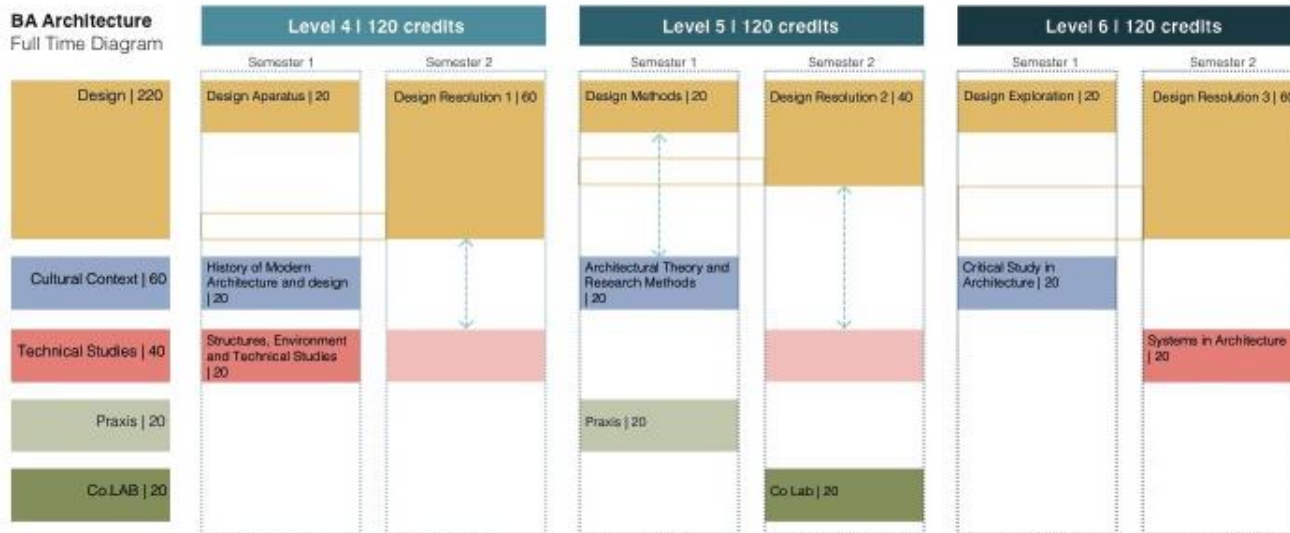 BA Architecture
Full Time Diagram
Level 4 | 120 credits
Level 5 | 120 credits
Level 6 | 120 credits
Semester 1
Semester 2
Semester 1
Semester 2
Semester 1
Semester 2
Design | 220
Design Aparatus | 20
Design Resolution 1 | 60
Design Methods | 20
Design Resolution 2 | 40
Design Exploration | 20
Design Resolution 3 | 60
Cultural Context | 60
History of Modern
Architecture and design
| 20
Architectural Theory and
Research Methods
| 20
Critical Study in
Architecture | 20
Technical Studies | 40
Structures, Environment
and Technical Studies
| 20
Systems in Architecture
| 20
Praxis | 20
Praxis | 20
Co.LAB | 20
Co Lab | 20